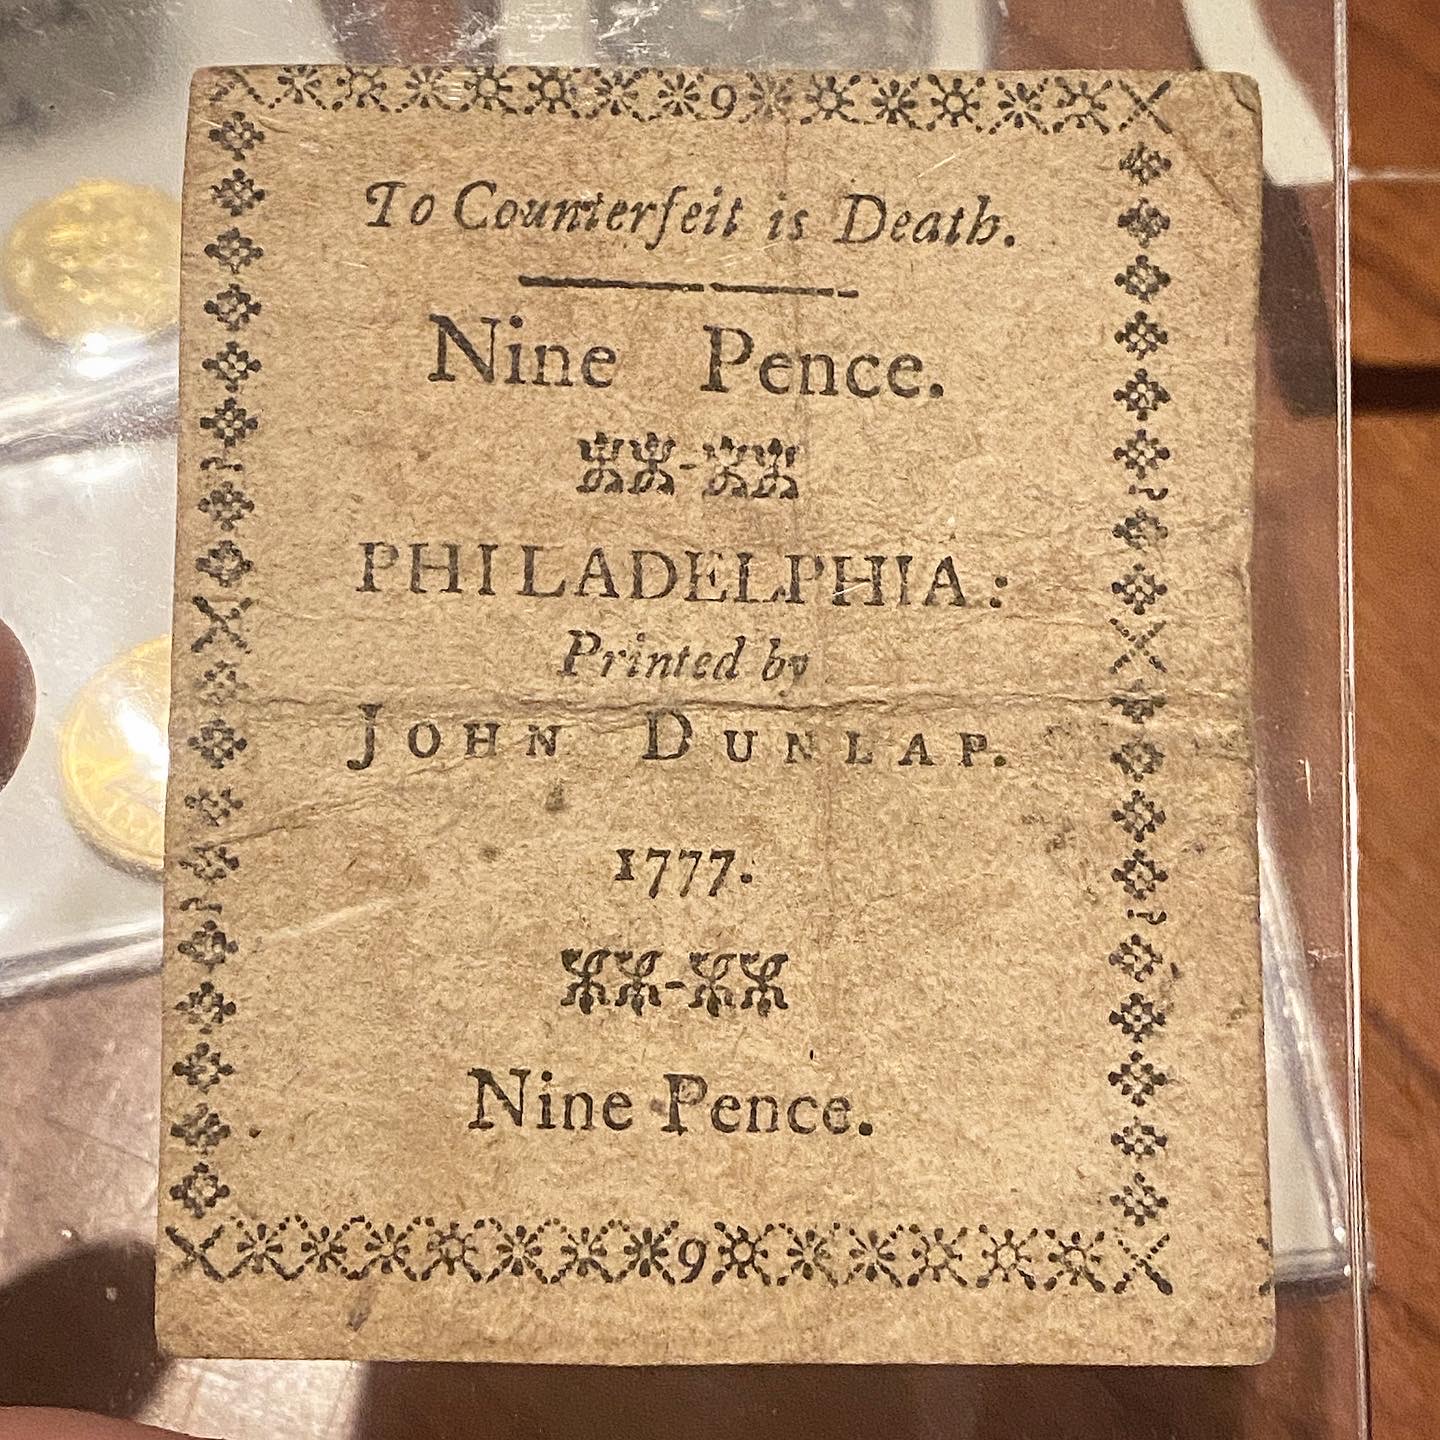 9
To Counterfeit is Death.
Nine Pence.
PHILADELPHIA:
Printed by
JOHN DUNLAP.
1777.
Nine Pence.
9